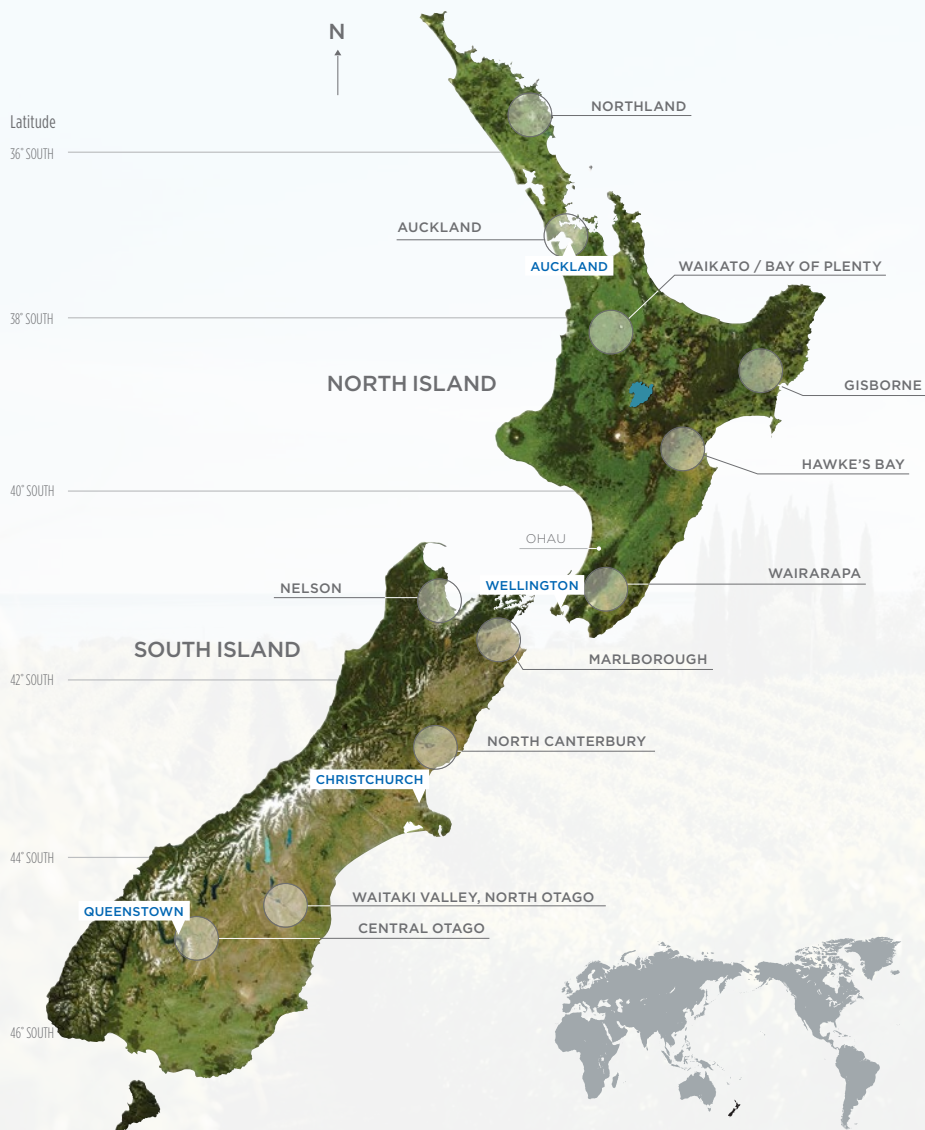 N
NORTHLAND
Latitude
36° SOUTH
AUCKLAND
AUCKLAND
WAIKATO / BAY OF PLENTY
38° SOUTH
NORTH ISLAND
GISBORNE
HAWKE'S BAY
40° SOUTH
OHAU
WAIRARAPA
WELLINGTON
NELSON
SOUTH ISLAND
MARLBOROUGH
42° SOUTH
NORTH CANTERBURY
CHRISTCHURCH
44° SOUTH
WAITAKI VALLEY, NORTH OTAGO
QUEENSTOWN
CENTRAL OTAGO
46° SOUTH